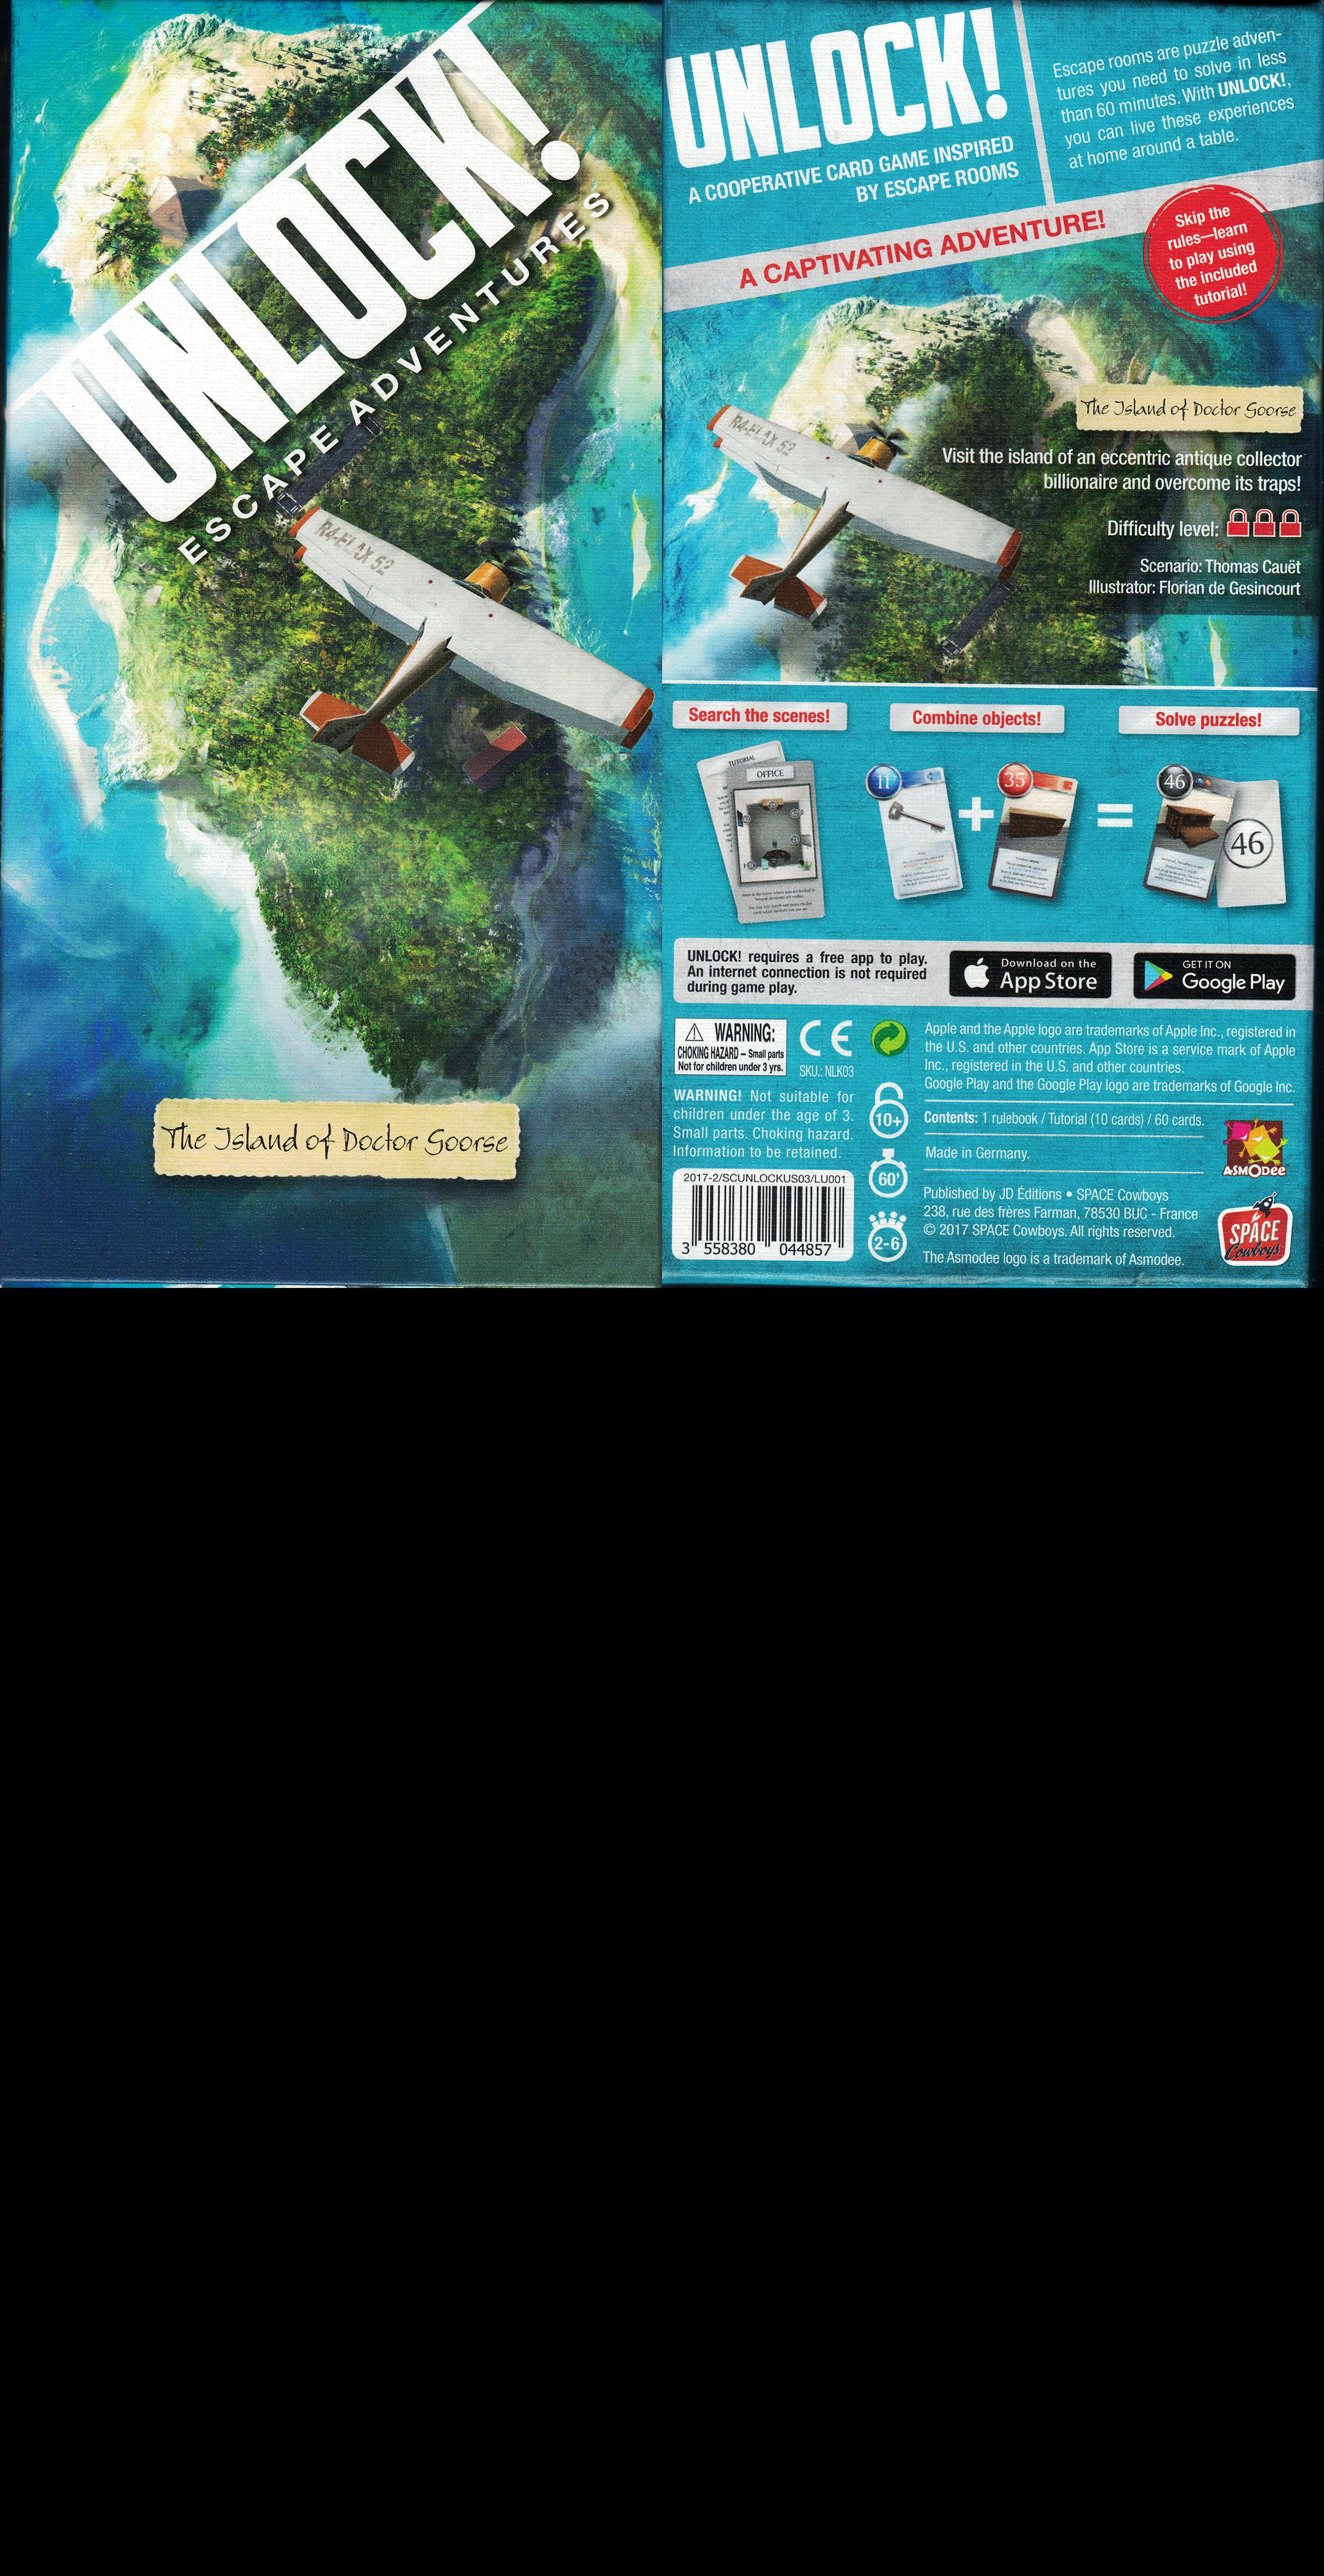 UNLOCK!
ESCAPE ADVENTURES
R4-FLAX 52
The Island of Doctor Goorse
UNLOCK!
A COOPERATIVE CARD GAME INSPIRED
BY ESCAPE ROOMS
Escape rooms are puzzle adven-
tures you need to solve in less
than 60 minutes. With UNLOCK!,
you can live these experiences
at home around a table.
A CAPTIVATING ADVENTURE!
Skip the
rules—learn
to play using
the included
tutorial!
The Island of Doctor Goorse
R4-FLAX 52
Visit the island of an eccentric antique collector
billionaire and overcome its traps!
Difficulty level:
Scenario: Thomas Cauët
Illustrator: Florian de Gesincourt
Search the scenes!
Combine objects!
Solve puzzles!
TUTORIAL
OFFICE
11
+
35
=
46
46
UNLOCK! requires a free app to play.
An internet connection is not required
during game play.
Download on the
App Store
GET IT ON
Google Play
WARNING:
CHOKING HAZARD – Small parts
Not for children under 3 yrs.
CE
SKU.: NLK03
WARNING! Not suitable for
children under the age of 3.
Small parts. Choking hazard.
Information to be retained.
2017-2/SCUNLOCKUS03/LU001
3 558380 044857
10+
60'
2-6
Apple and the Apple logo are trademarks of Apple Inc., registered in
the U.S. and other countries. App Store is a service mark of Apple
Inc., registered in the U.S. and other countries.
Google Play and the Google Play logo are trademarks of Google Inc.
Contents: 1 rulebook / Tutorial (10 cards) / 60 cards.
Made in Germany.
Published by JD Éditions • SPACE Cowboys
238, rue des frères Farman, 78530 BUC - France
© 2017 SPACE Cowboys. All rights reserved.
The Asmodee logo is a trademark of Asmodee.
ASMODEE
SPACE
Cowboys